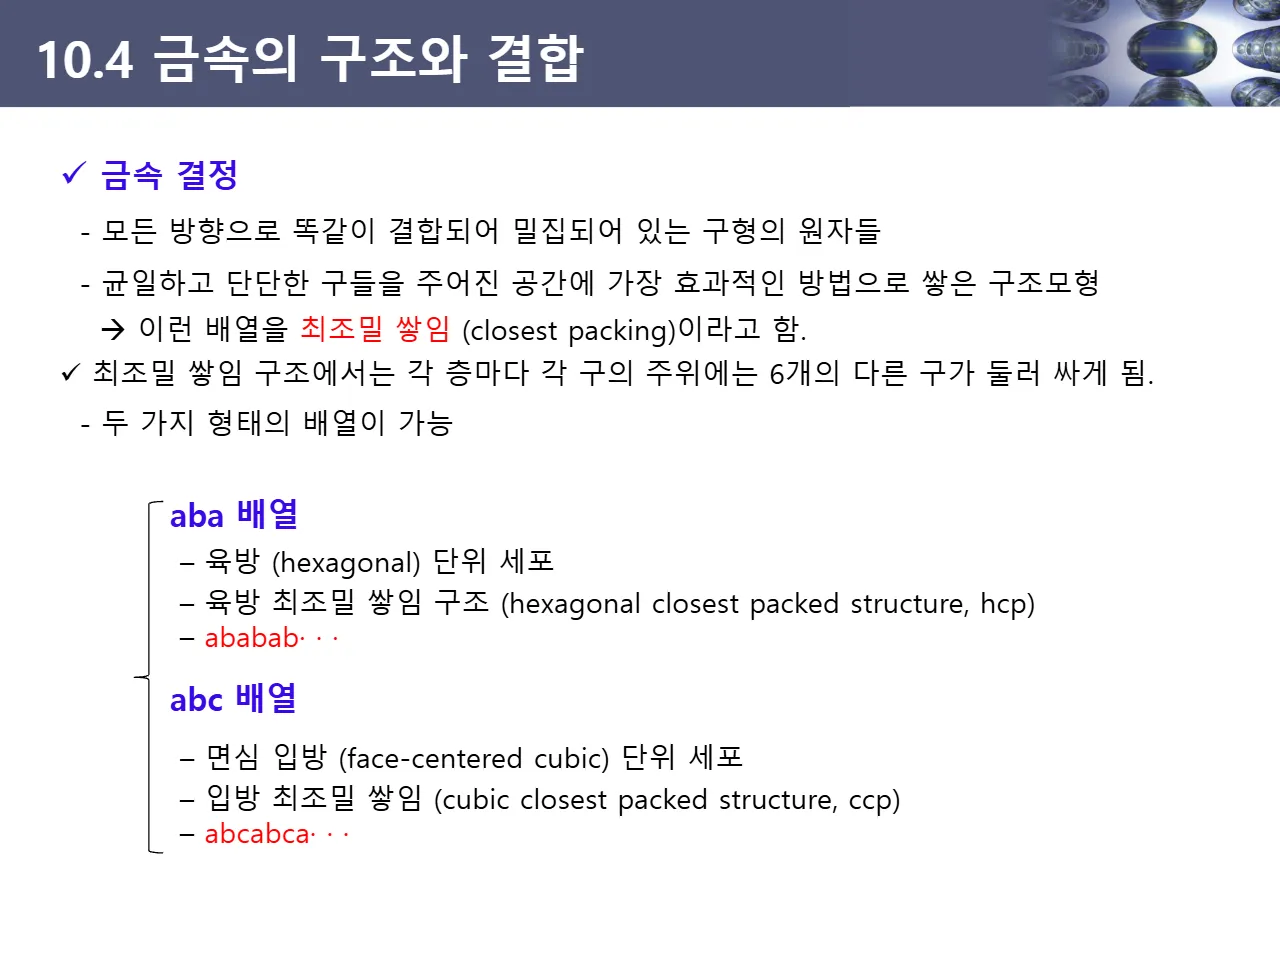 10.4 금속의 구조와 결합
✓ 금속 결정
- 모든 방향으로 똑같이 결합되어 밀집되어 있는 구형의 원자들
- 균일하고 단단한 구들을 주어진 공간에 가장 효과적인 방법으로 쌓은 구조모형
→ 이런 배열을 최조밀 쌓임 (closest packing)이라고 함.
✓ 최조밀 쌓임 구조에서는 각 층마다 각 구의 주위에는 6개의 다른 구가 둘러 싸게 됨.
- 두 가지 형태의 배열이 가능
aba 배열
– 육방 (hexagonal) 단위 세포
– 육방 최조밀 쌓임 구조 (hexagonal closest packed structure, hcp)
– ababab· · ·
abc 배열
– 면심 입방 (face-centered cubic) 단위 세포
– 입방 최조밀 쌓임 (cubic closest packed structure, ccp)
– abcabca· · ·